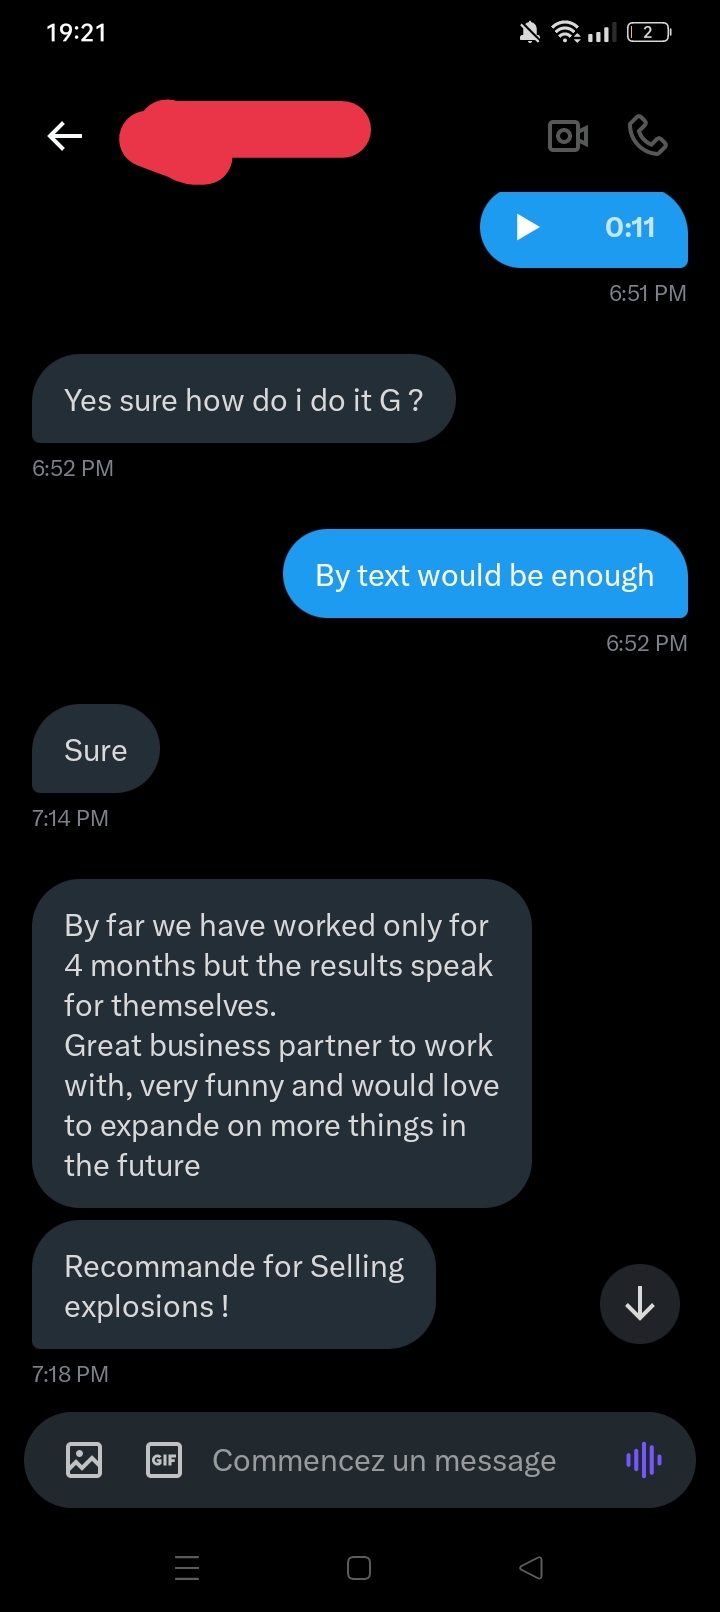 19:21
2
0:11
6:51 PM
Yes sure how do i do it G ?
6:52 PM
By text would be enough
6:52 PM
Sure
7:14 PM
By far we have worked only for
4 months but the results speak
for themselves.
Great business partner to work
with, very funny and would love
to expande on more things in
the future
Recommande for Selling
explosions !
7:18 PM
GIF
Commencez un message